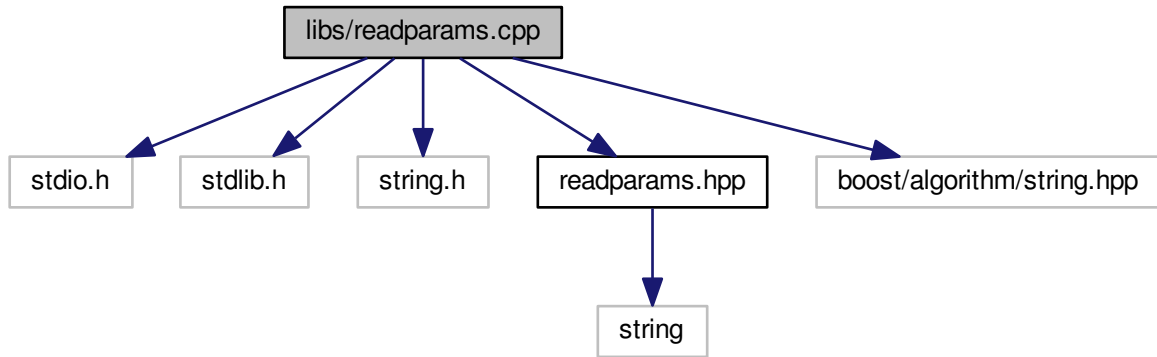 libs/readparams.cpp
stdio.h
stdlib.h
string.h
readparams.hpp
boost/algorithm/string.hpp
string